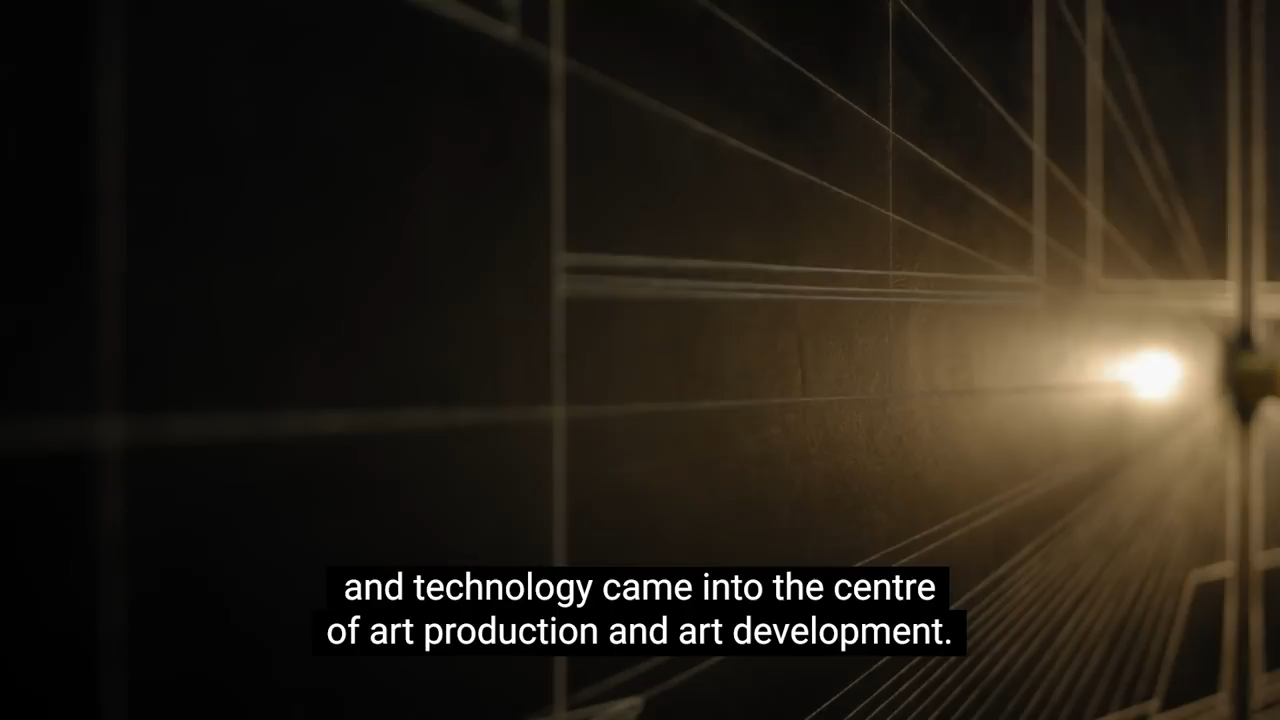 and technology came into the centre
of art production and art development.